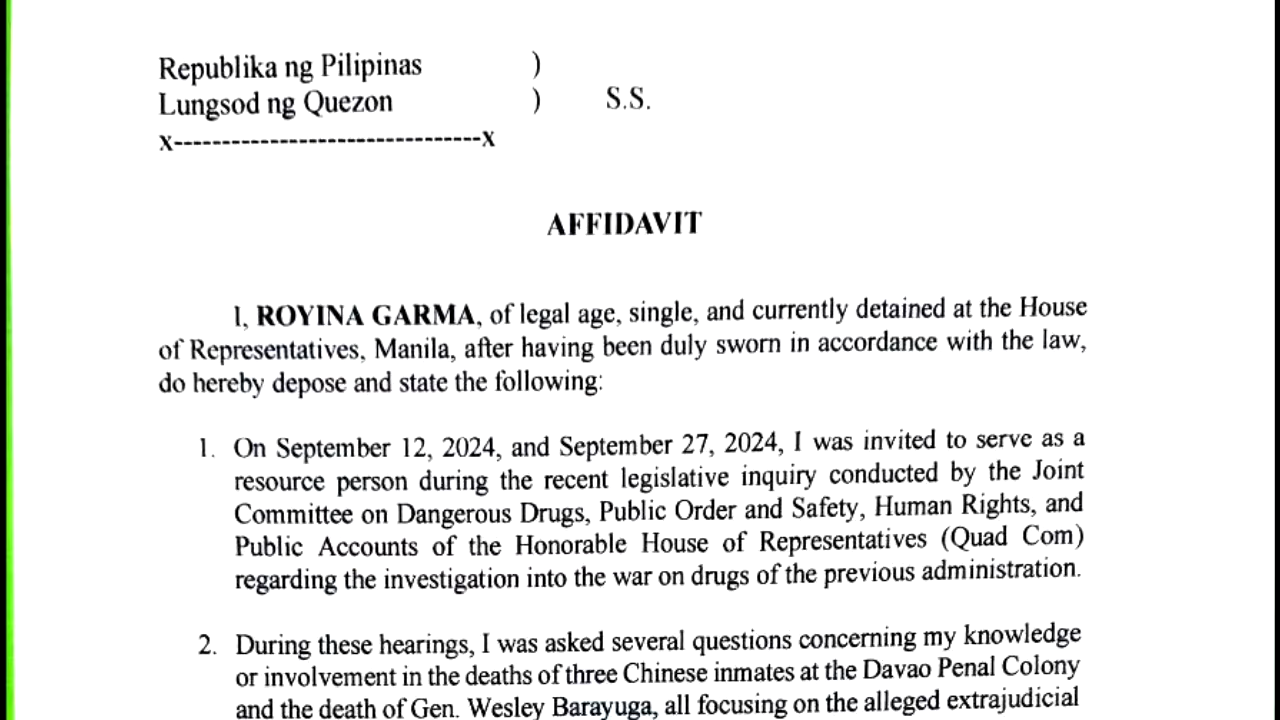 Republika ng Pilipinas )
Lungsod ng Quezon ) S.S.
x--------------------------------x
AFFIDAVIT
I, ROYINA GARMA, of legal age, single, and currently detained at the House
of Representatives, Manila, after having been duly sworn in accordance with the law,
do hereby depose and state the following:
1. On September 12, 2024, and September 27, 2024, I was invited to serve as a
resource person during the recent legislative inquiry conducted by the Joint
Committee on Dangerous Drugs, Public Order and Safety, Human Rights, and
Public Accounts of the Honorable House of Representatives (Quad Com)
regarding the investigation into the war on drugs of the previous administration.
2. During these hearings, I was asked several questions concerning my knowledge
or involvement in the deaths of three Chinese inmates at the Davao Penal Colony
and the death of Gen. Wesley Barayuga, all focusing on the alleged extrajudicial